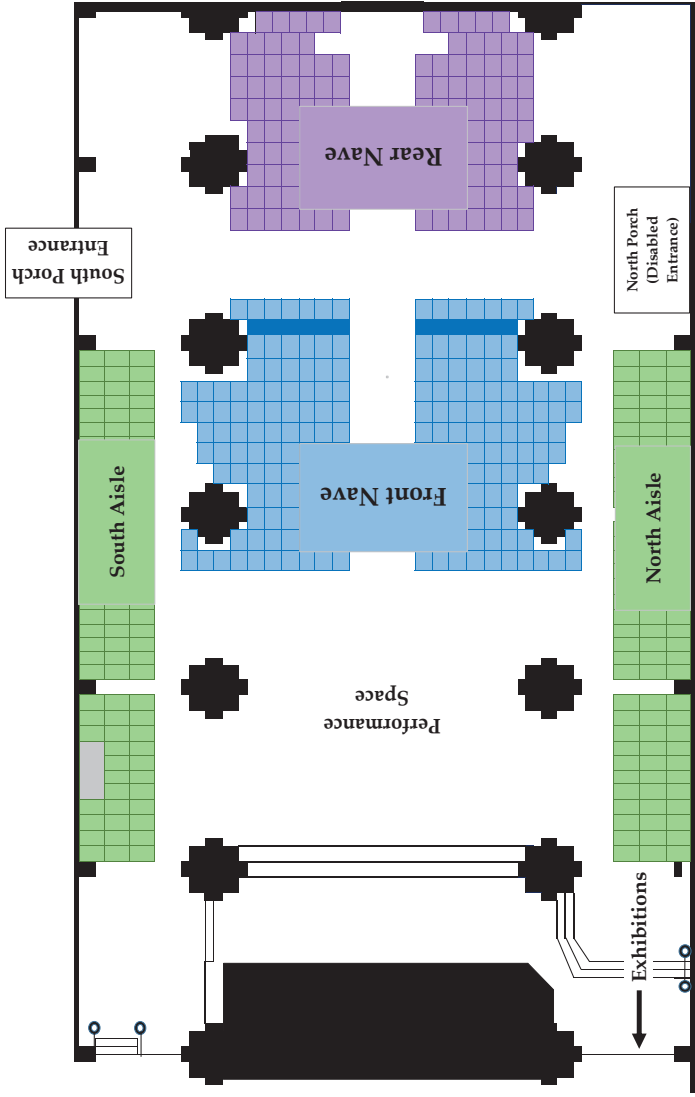 Rear Nave
South Porch
Entrance
North Porch
(Disabled
Entrance)
Front Nave
South Aisle
North Aisle
Performance
Space
Exhibitions